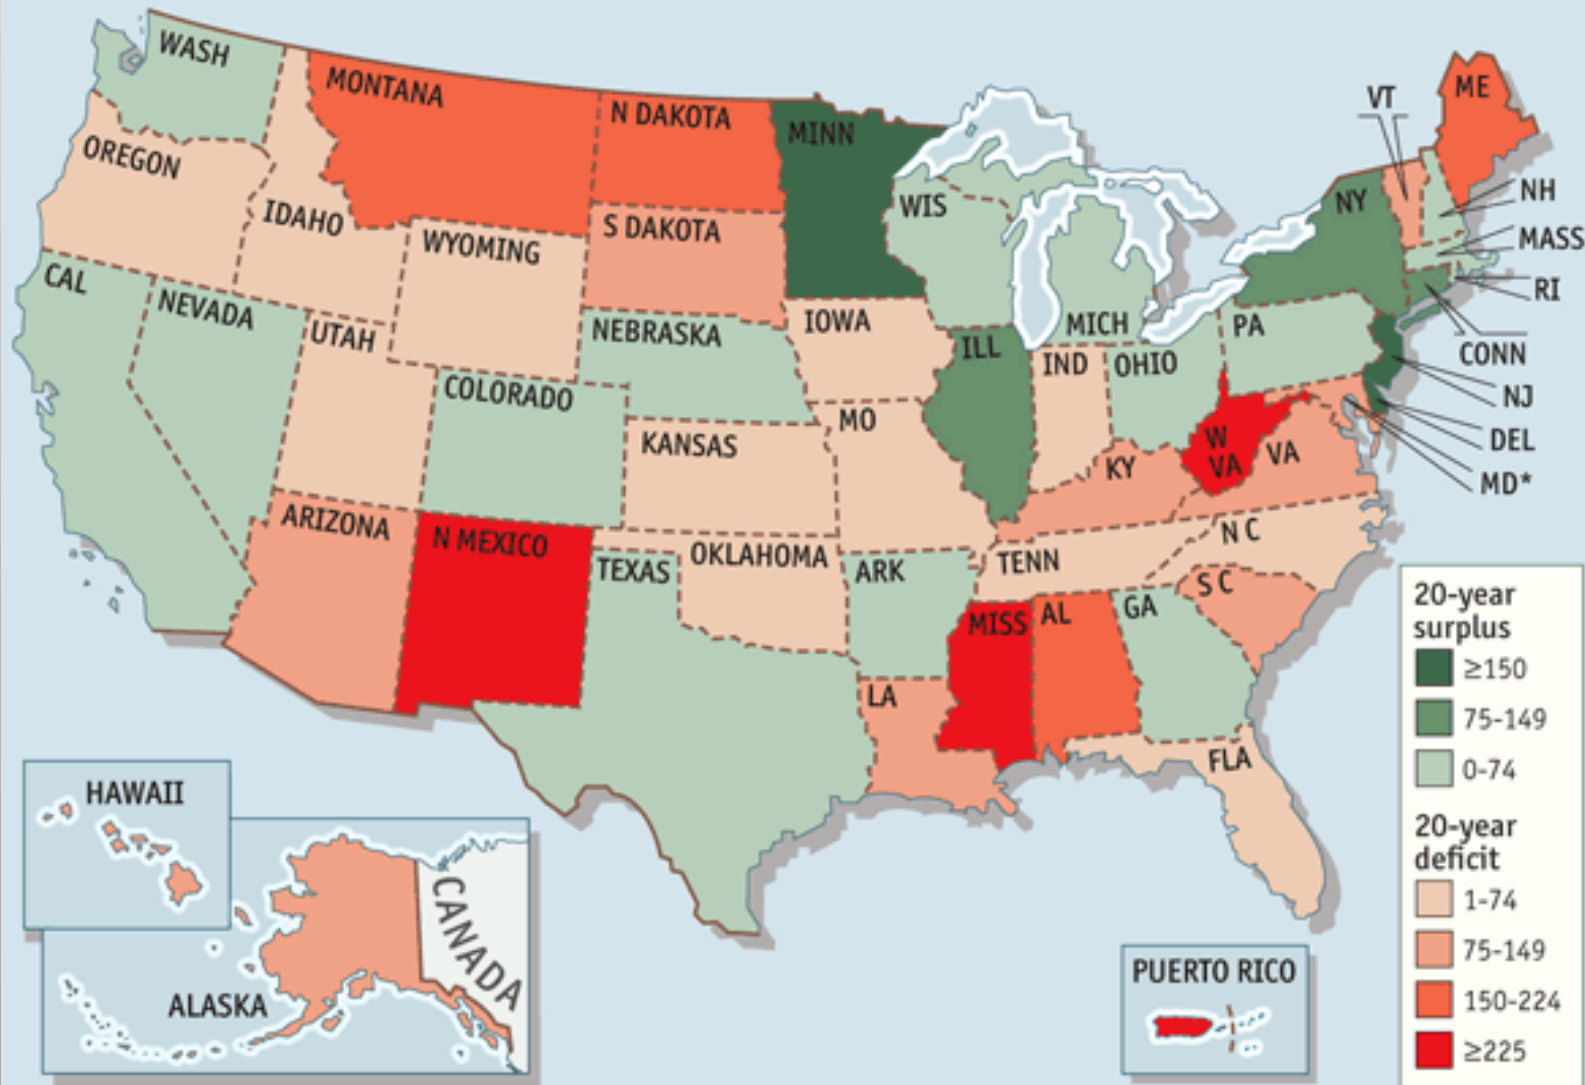 WASH
MONTANA
N DAKOTA
MINN
VT
ME
OREGON
IDAHO
WYOMING
S DAKOTA
WIS
NY
NH
MASS
RI
CAL
NEVADA
UTAH
NEBRASKA
IOWA
ILL
MICH
IND
OHIO
PA
CONN
NJ
DEL
MD*
COLORADO
KANSAS
MO
KY
W
VA
VA
ARIZONA
N MEXICO
TEXAS
OKLAHOMA
ARK
TENN
N C
S C
MISS
AL
GA
LA
FLA
HAWAII
ALASKA
CANADA
PUERTO RICO
20-year
surplus
≥150
75-149
0-74
20-year
deficit
1-74
75-149
150-224
≥225